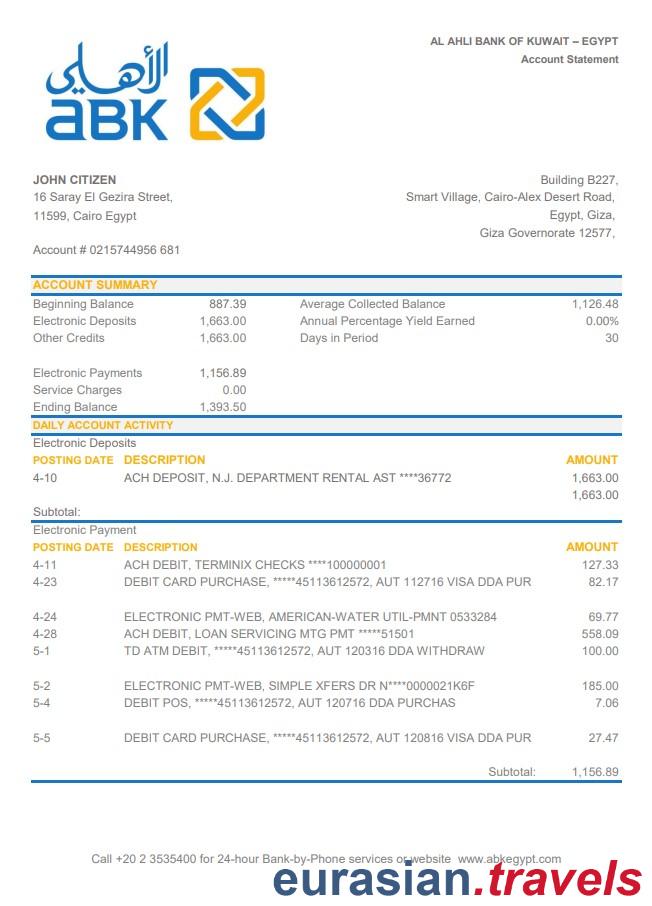 الأهلي
aBK
AL AHLI BANK OF KUWAIT – EGYPT
Account Statement
JOHN CITIZEN
16 Saray El Gezira Street,
11599, Cairo Egypt
Account # 0215744956 681
Building B227,
Smart Village, Cairo-Alex Desert Road,
Egypt, Giza,
Giza Governorate 12577,
ACCOUNT SUMMARY
Beginning Balance 887.39 Average Collected Balance 1,126.48
Electronic Deposits 1,663.00 Annual Percentage Yield Earned 0.00%
Other Credits 1,663.00 Days in Period 30
Electronic Payments 1,156.89
Service Charges 0.00
Ending Balance 1,393.50
DAILY ACCOUNT ACTIVITY
Electronic Deposits
POSTING DATE DESCRIPTION AMOUNT
4-10 ACH DEPOSIT, N.J. DEPARTMENT RENTAL AST ****36772 1,663.00
1,663.00
Subtotal:
Electronic Payment
POSTING DATE DESCRIPTION AMOUNT
4-11 ACH DEBIT, TERMINIX CHECKS ****100000001 127.33
4-23 DEBIT CARD PURCHASE, *****45113612572, AUT 112716 VISA DDA PUR 82.17
4-24 ELECTRONIC PMT-WEB, AMERICAN-WATER UTIL-PMNT 0533284 69.77
4-28 ACH DEBIT, LOAN SERVICING MTG PMT *****51501 558.09
5-1 TD ATM DEBIT, *****45113612572, AUT 120316 DDA WITHDRAW 100.00
5-2 ELECTRONIC PMT-WEB, SIMPLE XFERS DR N****0000021K6F 185.00
5-4 DEBIT POS, *****45113612572, AUT 120716 DDA PURCHAS 7.06
5-5 DEBIT CARD PURCHASE, *****45113612572, AUT 120816 VISA DDA PUR 27.47
Subtotal: 1,156.89
Call +20 2 3535400 for 24-hour Bank-by-Phone services or website www.abkegypt.com
eurasian.travels